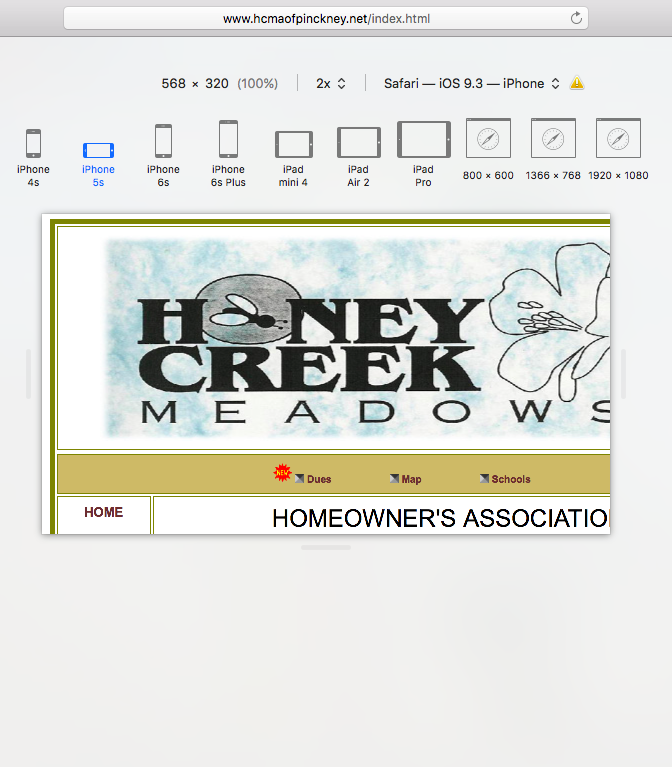 www.hcmaofpinckney.net/index.html
568 × 320 (100%) 2x Safari — iOS 9.3 — iPhone
iPhone 4s
iPhone 5s
iPhone 6s
iPhone 6s Plus
iPad mini 4
iPad Air 2
iPad Pro
800 × 600
1366 × 768
1920 × 1080
HONEY
CREEK
MEADOWS
NEW Dues Map Schools
HOME
HOMEOWNER'S ASSOCIATIO